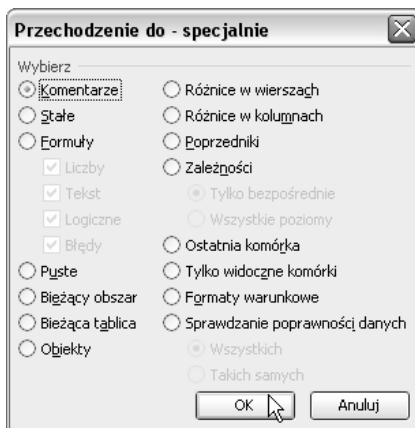 Przechodzenie do - specjalnie
Wybierz
Komentarze
Stałe
Formuły
Liczby
Tekst
Logiczne
Błędy
Puste
Bieżący obszar
Bieżąca tablica
Obiekty
Różnice w wierszach
Różnice w kolumnach
Poprzedniki
Zależności
Tylko bezpośrednie
Wszystkie poziomy
Ostatnia komórka
Tylko widoczne komórki
Formaty warunkowe
Sprawdzanie poprawności danych
Wszystkich
Takich samych
OK
Anuluj